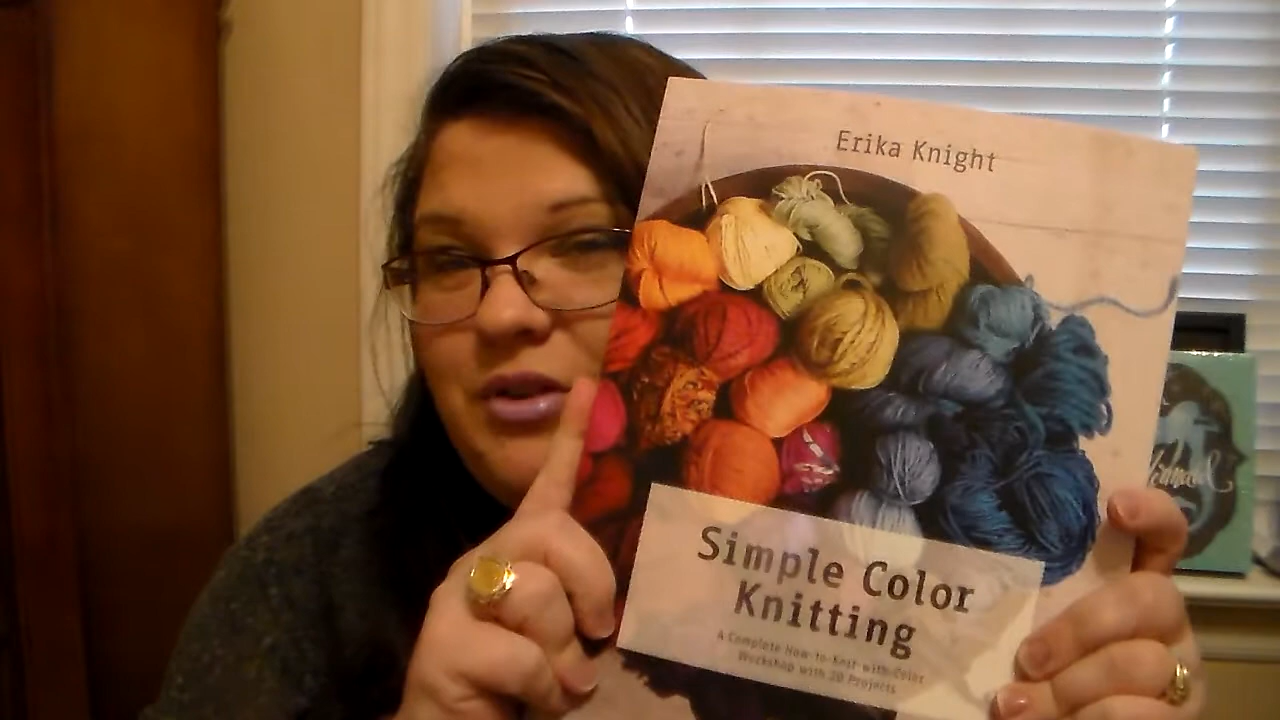 Erika Knight
Simple Color
Knitting
A Complete How-to-Knit-with-Color
Workshop with 20 Projects